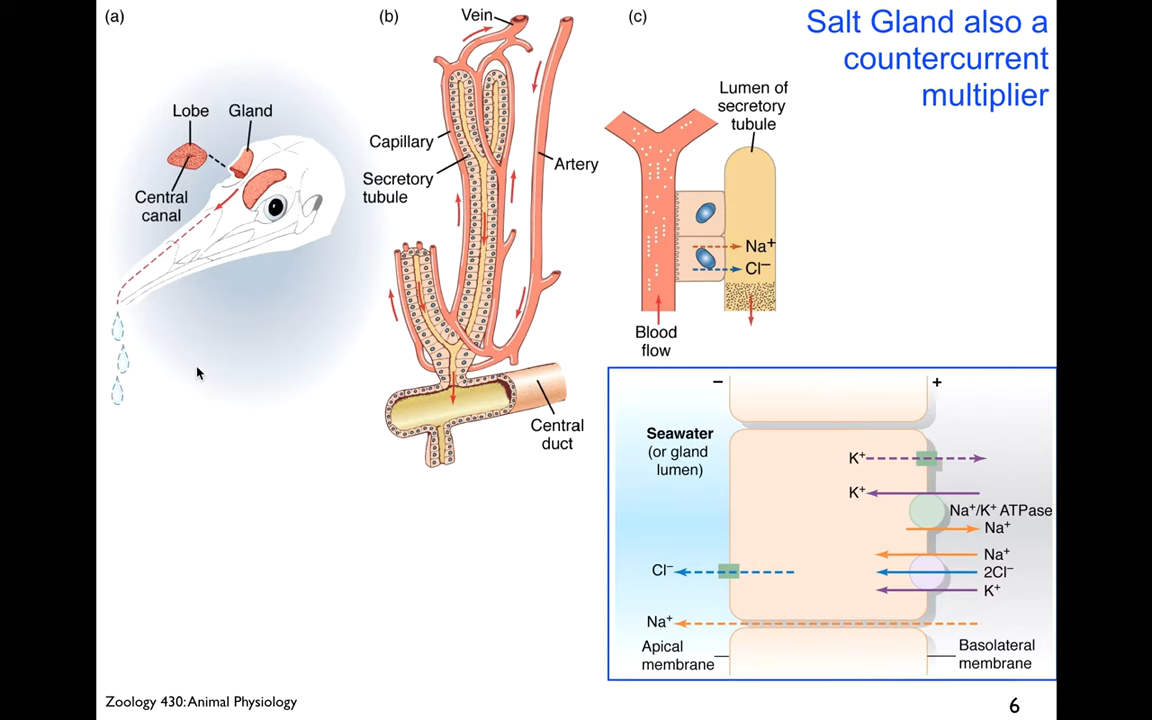 Salt Gland also a
countercurrent
multiplier
(a)
Lobe
Gland
Central
canal
(b)
Vein
Capillary
Secretory
tubule
Artery
Central
duct
(c)
Lumen of
secretory
tubule
Na+
Cl−
Blood
flow
−
+
Seawater
(or gland
lumen)
K+
K+
Na+/K+ ATPase
Na+
Na+
Cl−
2Cl−
K+
Na+
Apical
membrane
Basolateral
membrane
Zoology 430: Animal Physiology
6